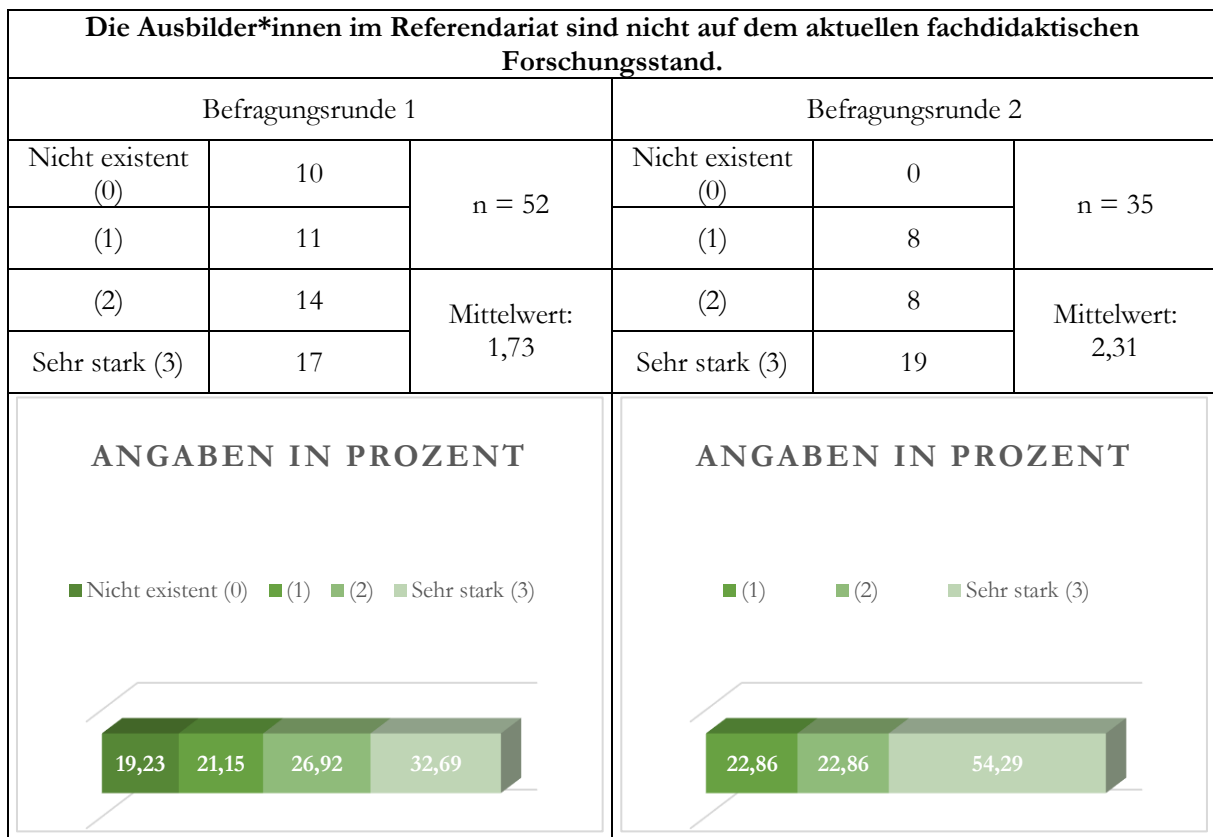 Die Ausbilder*innen im Referendariat sind nicht auf dem aktuellen fachdidaktischen
Forschungsstand.
Befragungsrunde 1
Befragungsrunde 2
Nicht existent
(0)
10
n = 52
Nicht existent
(0)
0
n = 35
(1)
11
(1)
8
(2)
14
Mittelwert:
1,73
(2)
8
Mittelwert:
2,31
Sehr stark (3)
17
Sehr stark (3)
19
ANGABEN IN PROZENT
Nicht existent (0) (1) (2) Sehr stark (3)
19,23 21,15 26,92 32,69
ANGABEN IN PROZENT
(1) (2) Sehr stark (3)
22,86 22,86 54,29